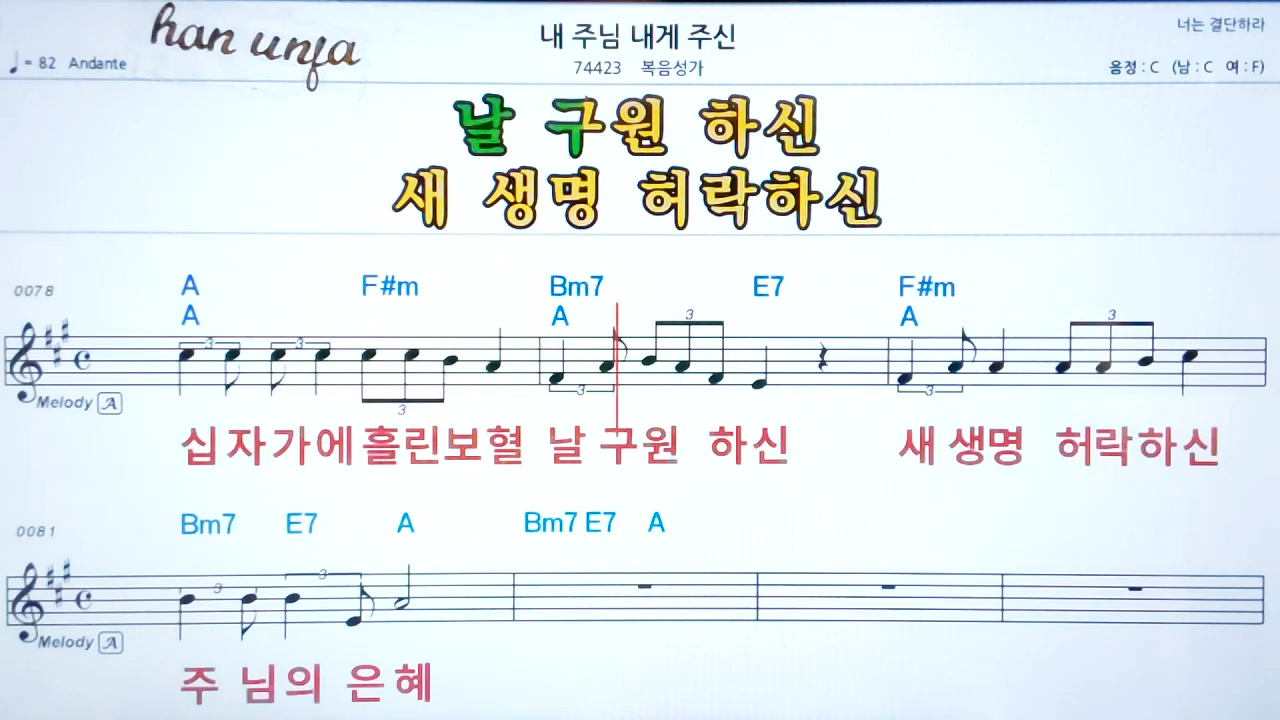 han unja
내 주님 내게 주신
너는 결단하라
♩= 82 Andante
74423 복음성가
음정 : C (남 : C 여 : F)
날 구원 하신
새 생명 허락하신
0078
A F#m Bm7 E7 F#m
A A A
3 3 3 3 3 3 3
Melody A
십자가에 흘린보혈 날 구원 하신 새 생명 허락하신
0081
Bm7 E7 A Bm7 E7 A
3 3
Melody A
주 님의 은혜